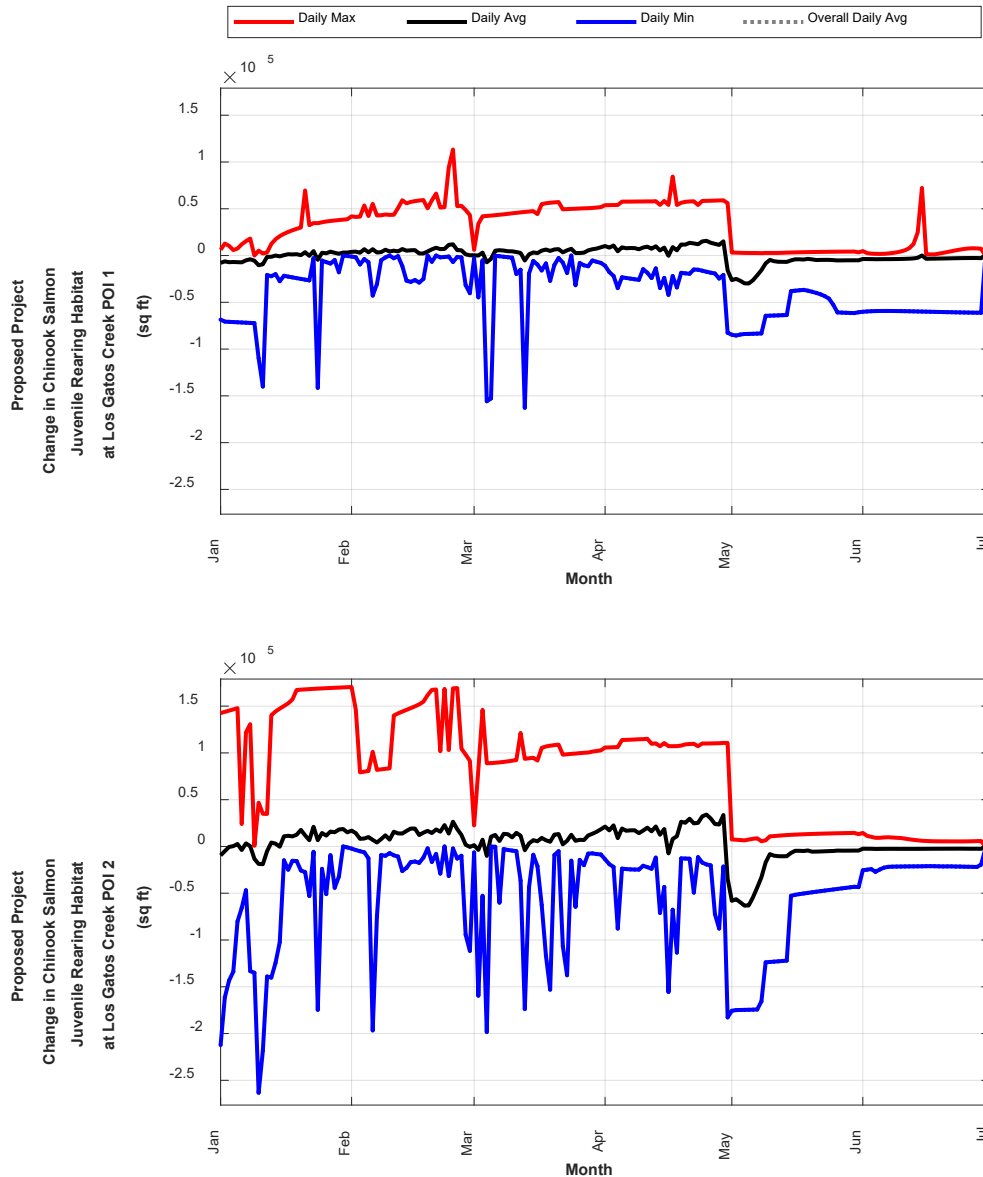 Daily Max Daily Avg Daily Min Overall Daily Avg
× 10 5
1.5
1
0.5
0
-0.5
-1
-1.5
-2
-2.5
Proposed Project
Change in Chinook Salmon
Juvenile Rearing Habitat
at Los Gatos Creek POI 1
(sq ft)
Jan Feb Mar Apr May Jun Jul
Month
× 10 5
1.5
1
0.5
0
-0.5
-1
-1.5
-2
-2.5
Proposed Project
Change in Chinook Salmon
Juvenile Rearing Habitat
at Los Gatos Creek POI 2
(sq ft)
Jan Feb Mar Apr May Jun Jul
Month